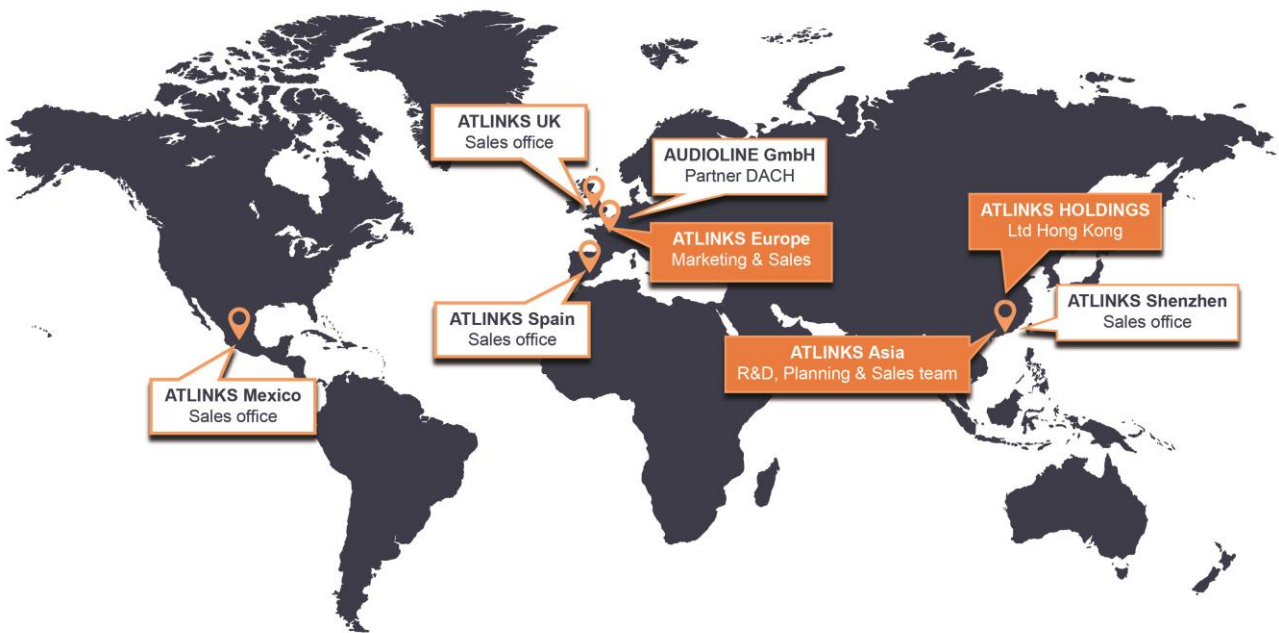 ATLINKS UK
Sales office
AUDIOLINE GmbH
Partner DACH
ATLINKS HOLDINGS
Ltd Hong Kong
ATLINKS Europe
Marketing & Sales
ATLINKS Shenzhen
Sales office
ATLINKS Spain
Sales office
ATLINKS Asia
R&D, Planning & Sales team
ATLINKS Mexico
Sales office